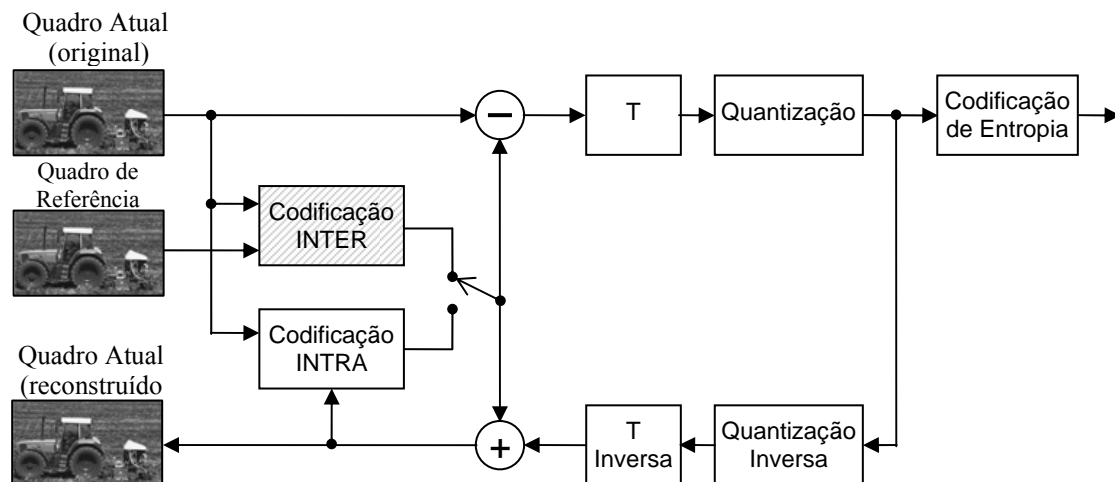 Quadro Atual
(original)
T
Quantização
Codificação
de Entropia
Quadro de
Referência
Codificação
INTER
Codificação
INTRA
Quadro Atual
(reconstruído
T
Inversa
Quantização
Inversa